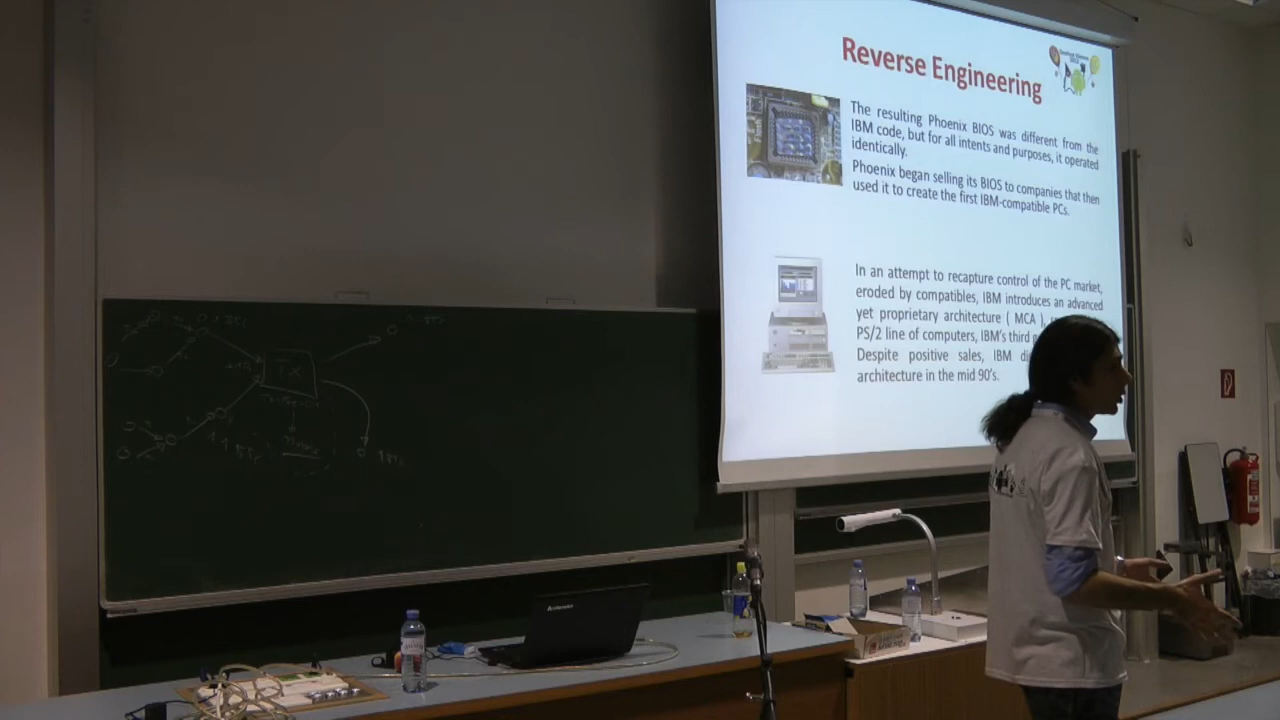 Reverse Engineering
The resulting Phoenix BIOS was different from the
IBM code, but for all intents and purposes, it operated
identically.
Phoenix began selling its BIOS to companies that then
used it to create the first IBM-compatible PCs.
In an attempt to recapture control of the PC market,
eroded by compatibles, IBM introduces an advanced
yet proprietary architecture ( MCA ),
PS/2 line of computers, IBM's third
Despite positive sales, IBM
architecture in the mid 90's.
TX
lenovo